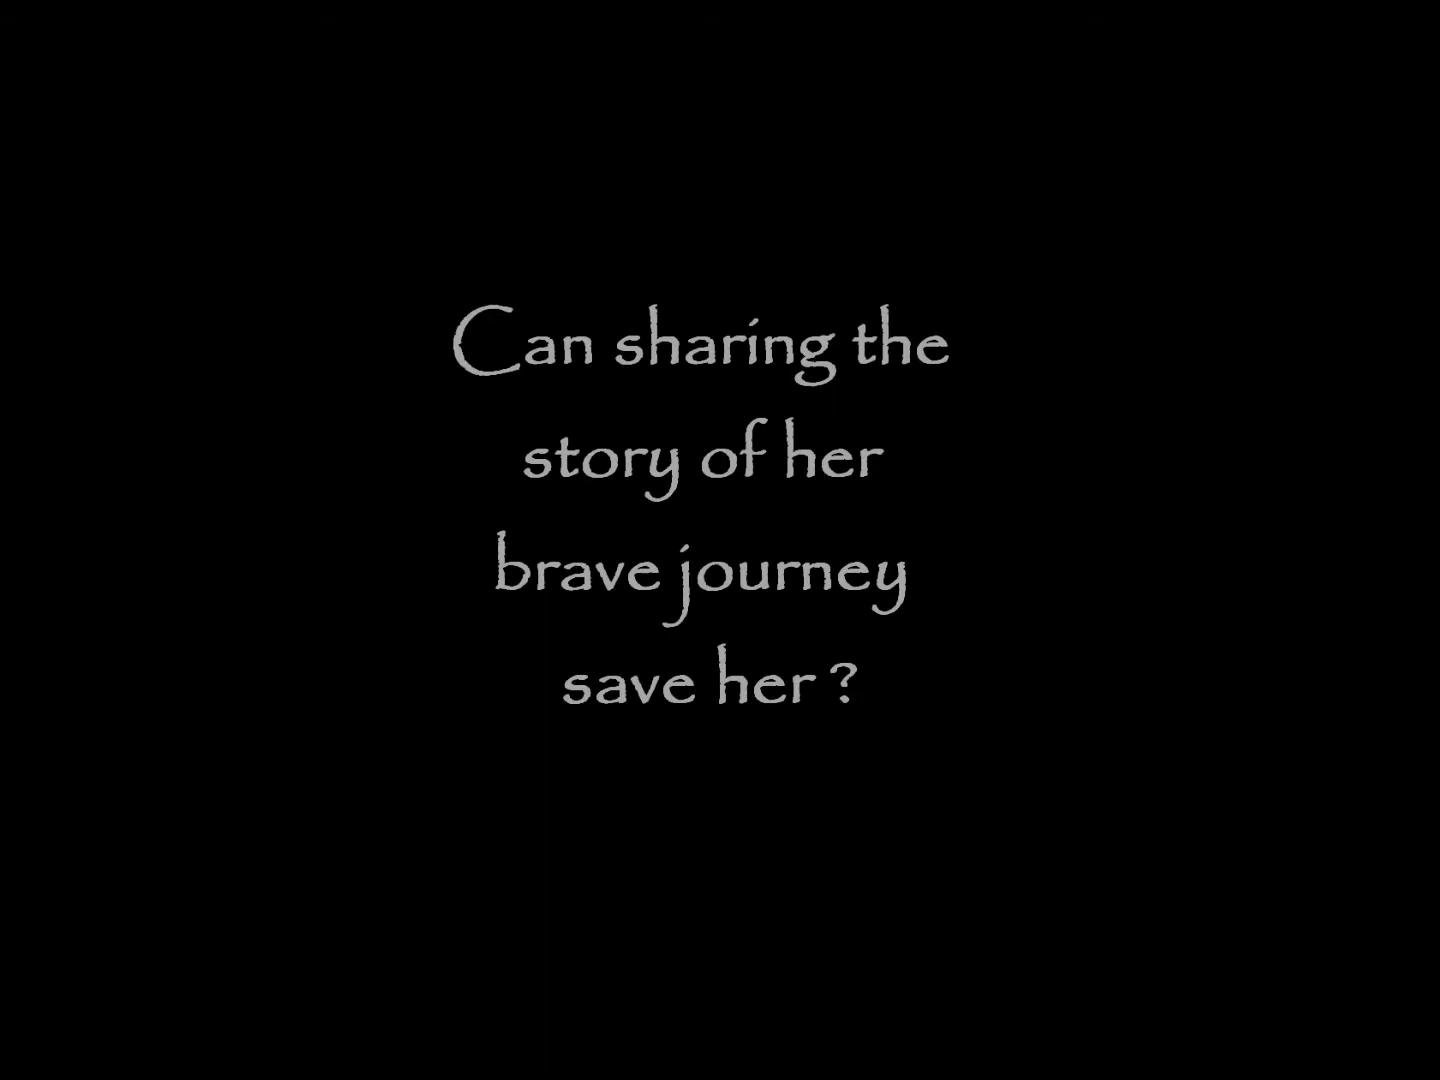 Can sharing the
story of her
brave journey
save her ?